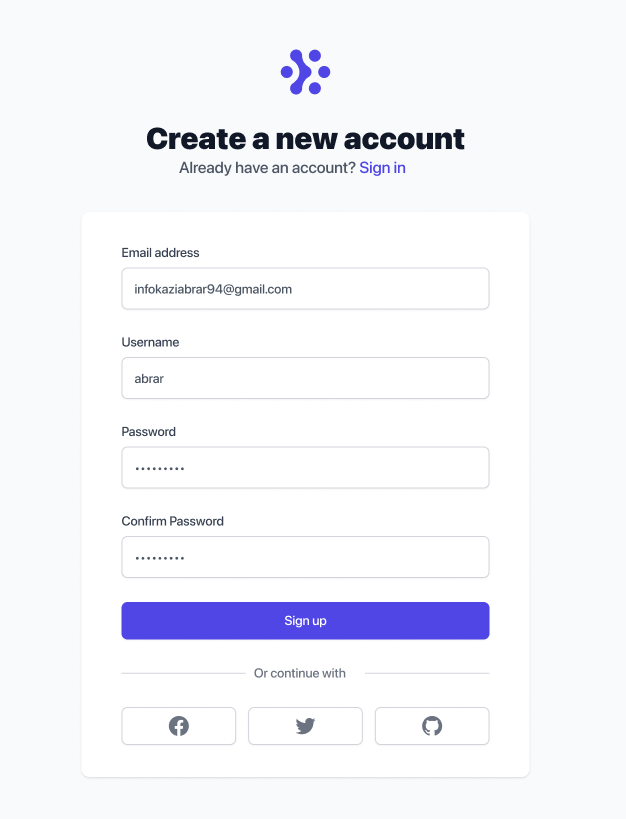 Create a new account
Already have an account? Sign in
Email address
infokaziabrar94@gmail.com
Username
abrar
Password
•••••••••
Confirm Password
•••••••••
Sign up
Or continue with